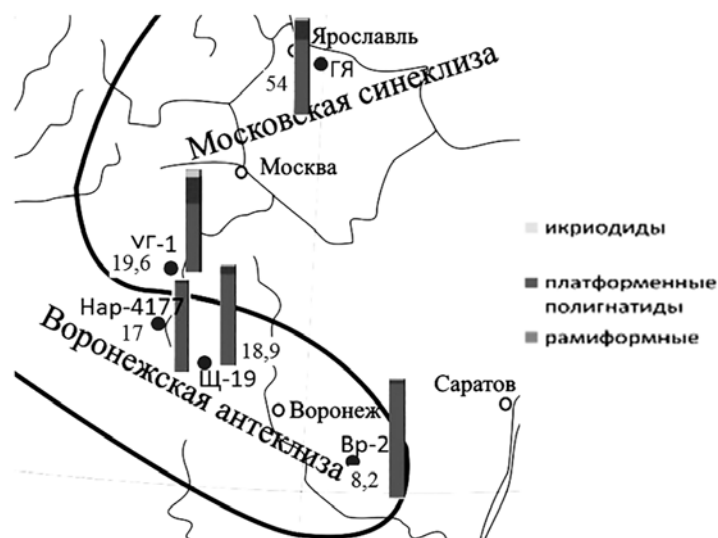 Ярославль
ГЯ
54
Московская синеклиза
Москва
УГ-1
19,6
Нар-4177
17
18,9
Щ-19
Воронежская антеклиза
Воронеж
Саратов
Вр-2
8,2
икриодиды
платформенные
полигнатиды
рамиформные